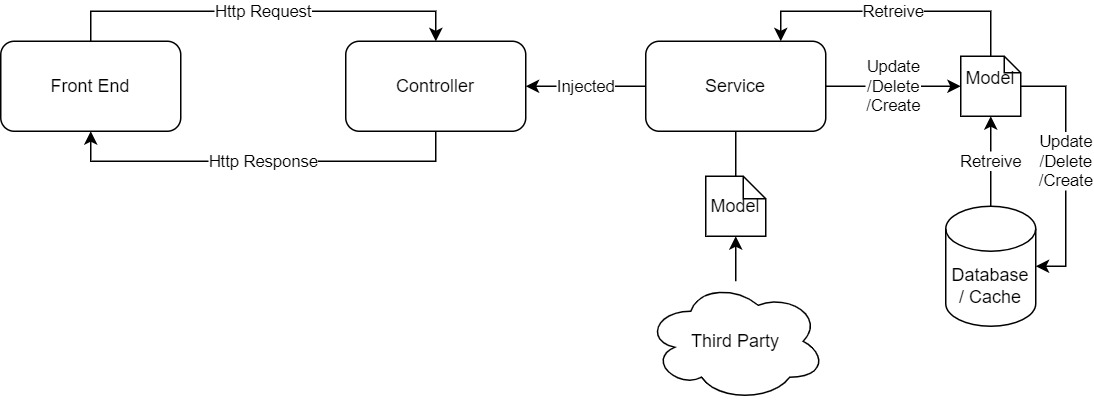 Http Request
Retreive
Front End
Controller
Injected
Service
Update
/Delete
/Create
Model
Http Response
Retreive
Update
/Delete
/Create
Model
Database
/ Cache
Third Party